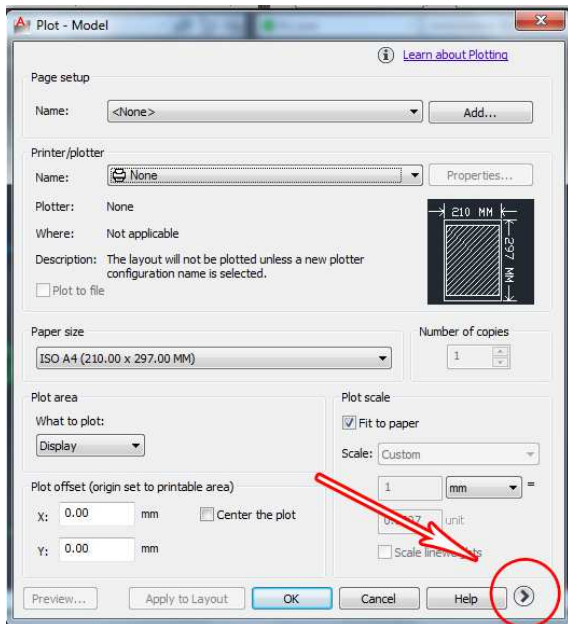 Plot - Model
Learn about Plotting
Page setup
Name: <None> Add...
Printer/plotter
Name: None Properties...
Plotter: None
Where: Not applicable
Description: The layout will not be plotted unless a new plotter
configuration name is selected.
Plot to file
210 MM
297 MM
Paper size
ISO A4 (210.00 x 297.00 MM)
Number of copies
1
Plot area
What to plot:
Display
Plot scale
Fit to paper
Scale: Custom
1 mm =
unit
Scale lineweights
Plot offset (origin set to printable area)
X: 0.00 mm Center the plot
Y: 0.00 mm
Preview... Apply to Layout OK Cancel Help